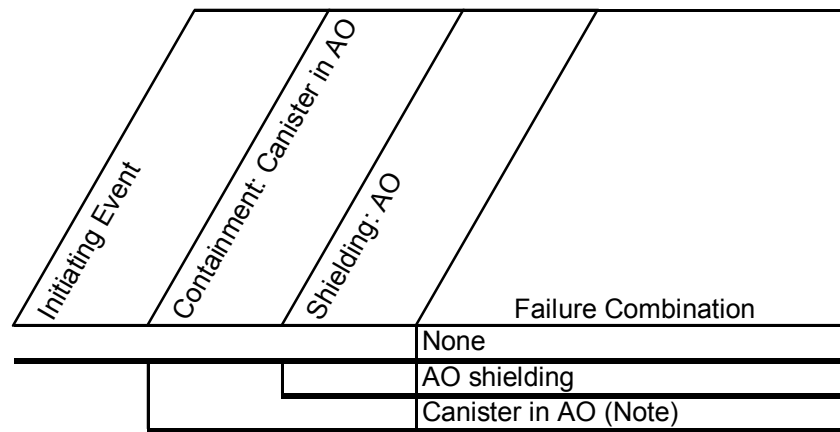 Initiating Event
Containment: Canister in AO
Shielding: AO
Failure Combination
None
AO shielding
Canister in AO (Note)